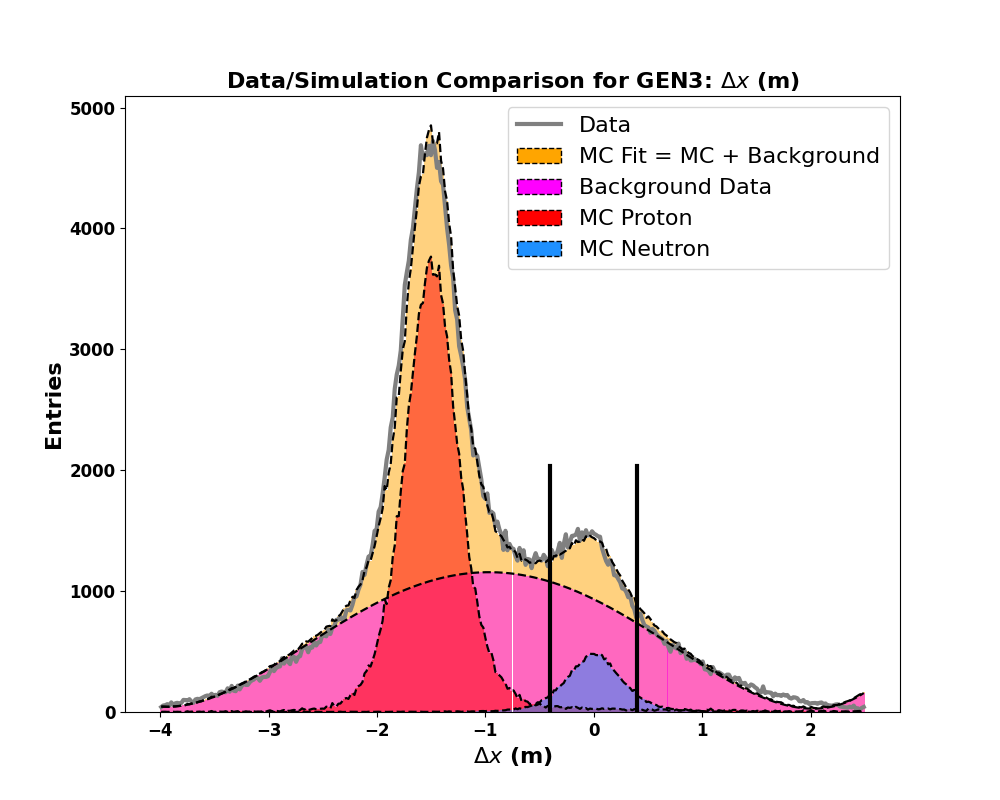 Data/Simulation Comparison for GEN3: Δx (m)
Data
MC Fit = MC + Background
Background Data
MC Proton
MC Neutron
5000
4000
3000
2000
1000
0
Entries
−4 −3 −2 −1 0 1 2
Δx (m)